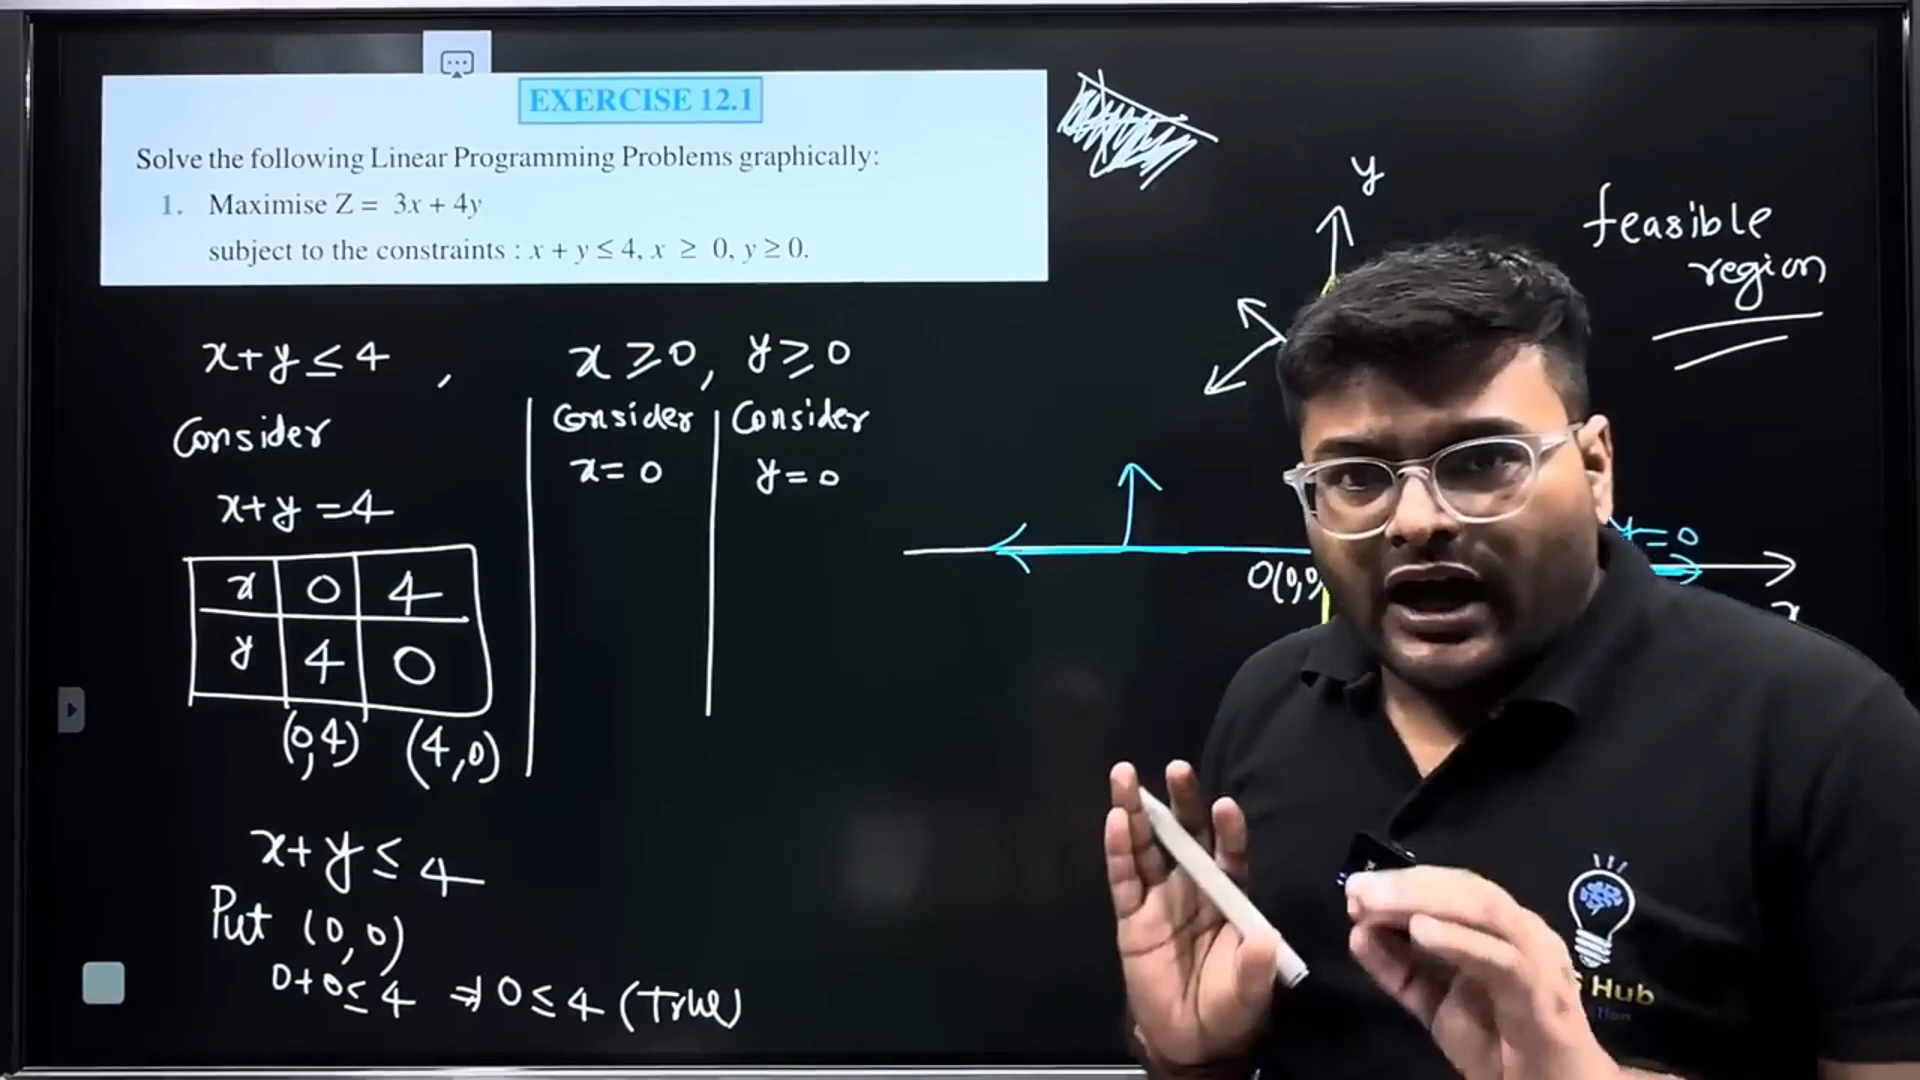 EXERCISE 12.1
Solve the following Linear Programming Problems graphically:
1. Maximise Z = 3x + 4y
subject to the constraints : x + y ≤ 4, x ≥ 0, y ≥ 0.
x+y ≤ 4 , x ≥ 0, y ≥ 0
Consider
x+y = 4
x 0 4
y 4 0
(0,4) (4,0)
Consider
x = 0
Consider
y = 0
x+y ≤ 4
Put (0,0)
0+0 ≤ 4 ⇒ 0 ≤ 4 (True)
y
feasible
region
y=0
O(0,0)
x
Hub